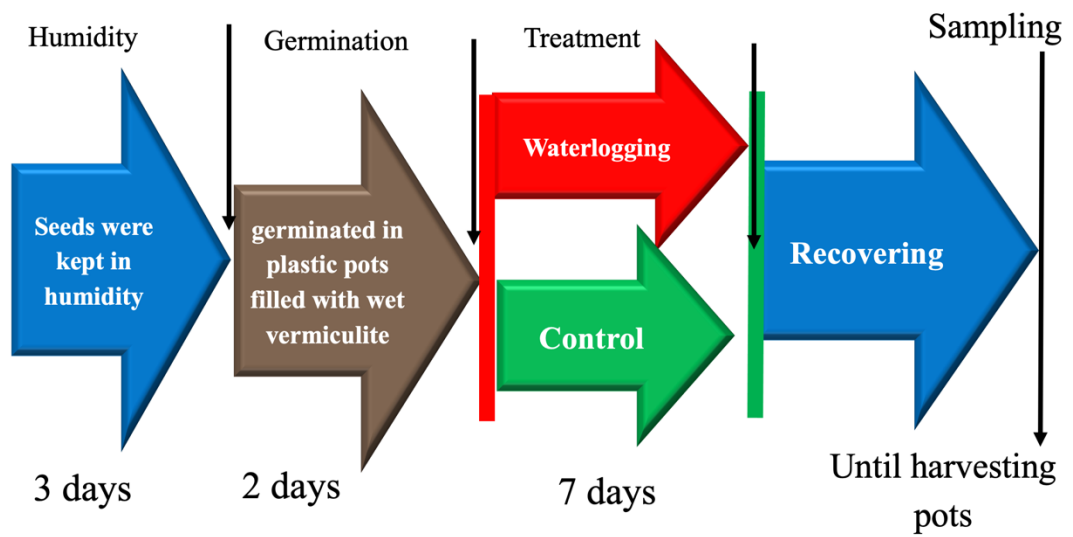 Humidity
Germination
Treatment
Sampling
Seeds were
kept in
humidity
germinated in
plastic pots
filled with wet
vermiculite
Waterlogging
Control
Recovering
3 days
2 days
7 days
Until harvesting
pots